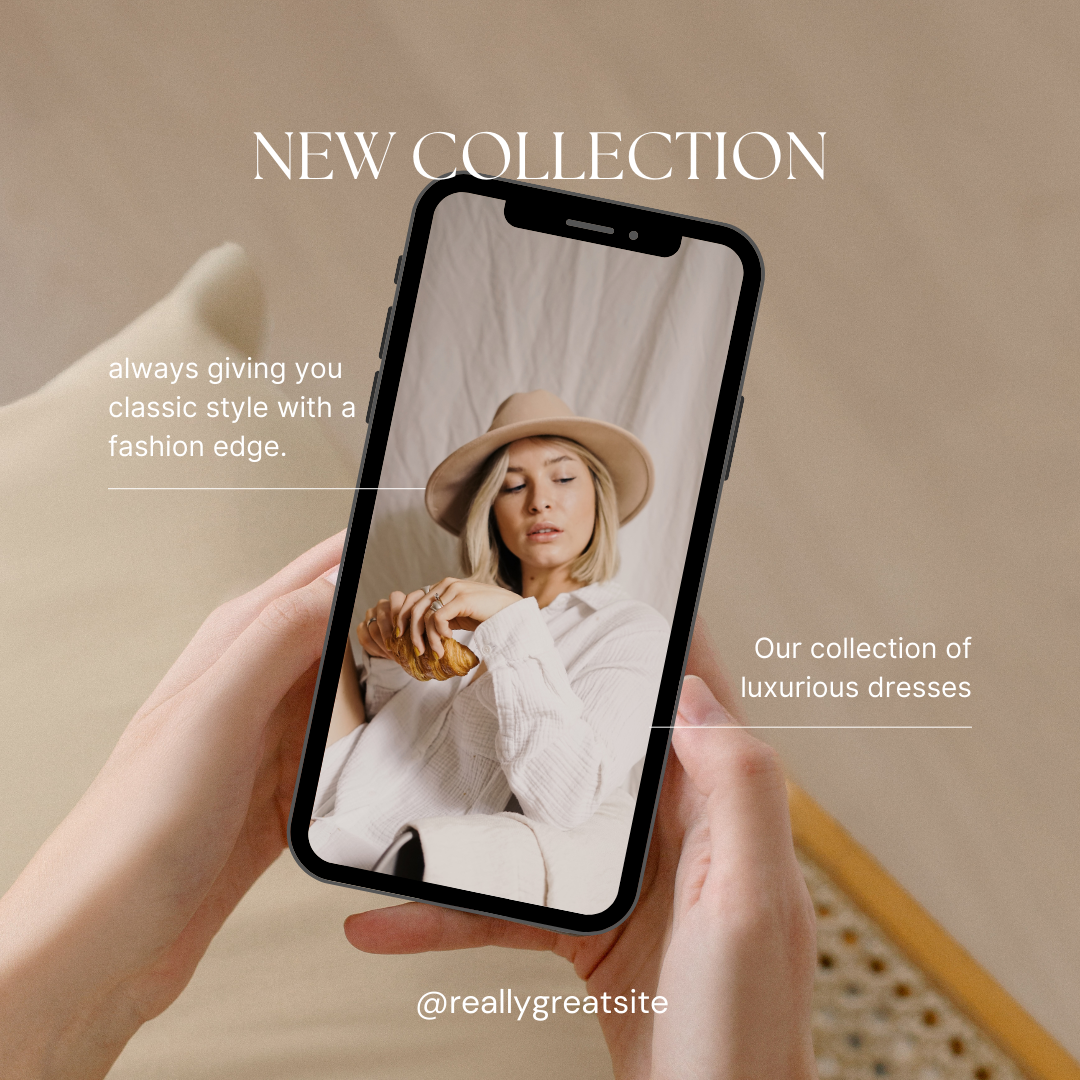 NEW COLLECTION
always giving you
classic style with a
fashion edge.
Our collection of
luxurious dresses
@reallygreatsite